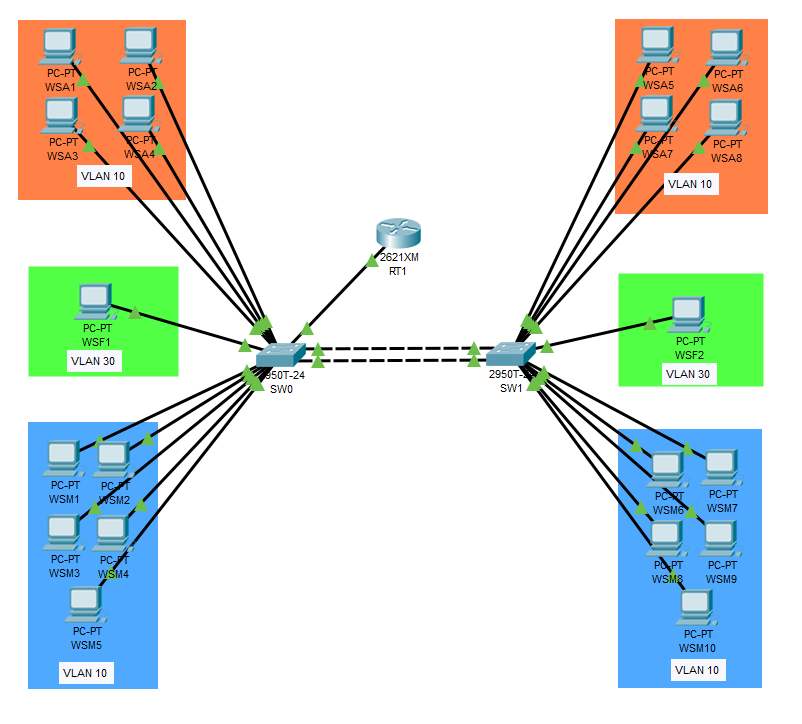 PC-PT
WSA1
PC-PT
WSA2
PC-PT
WSA3
PC-PT
WSA4
VLAN 10
PC-PT
WSA5
PC-PT
WSA6
PC-PT
WSA7
PC-PT
WSA8
VLAN 10
2621XM
RT1
PC-PT
WSF1
VLAN 30
950T-24
SW0
2950T-2
SW1
PC-PT
WSF2
VLAN 30
PC-PT
WSM1
PC-PT
WSM2
PC-PT
WSM3
PC-PT
WSM4
PC-PT
WSM5
VLAN 10
PC-PT
WSM6
PC-PT
WSM7
PC-PT
WSM8
PC-PT
WSM9
PC-PT
WSM10
VLAN 10